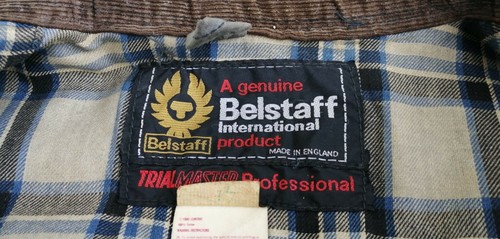 A genuine
Belstaff
International
product
MADE IN ENGLAND
Belstaff
TRIALMASTER Professional